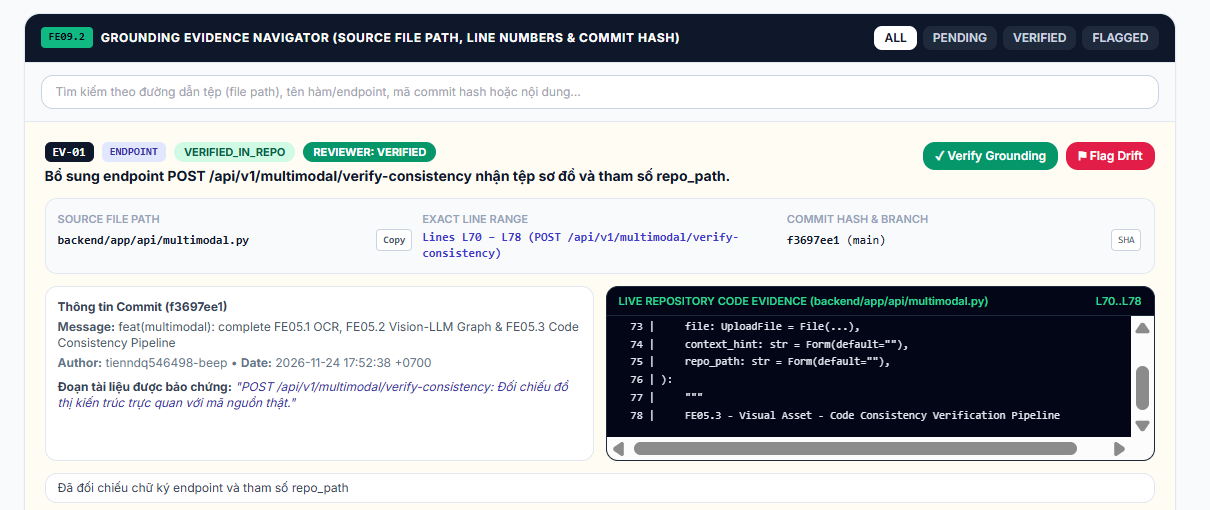 FE09.2 GROUNDING EVIDENCE NAVIGATOR (SOURCE FILE PATH, LINE NUMBERS & COMMIT HASH) ALL PENDING VERIFIED FLAGGED
Tìm kiếm theo đường dẫn tệp (file path), tên hàm/endpoint, mã commit hash hoặc nội dung...
EV-01 ENDPOINT VERIFIED_IN_REPO REVIEWER: VERIFIED ✓ Verify Grounding ⚑ Flag Drift
Bổ sung endpoint POST /api/v1/multimodal/verify-consistency nhận tệp sơ đồ và tham số repo_path.
SOURCE FILE PATH
backend/app/api/multimodal.py Copy
EXACT LINE RANGE
Lines L70 – L78 (POST /api/v1/multimodal/verify-
consistency)
COMMIT HASH & BRANCH
f3697ee1 (main) SHA
Thông tin Commit (f3697ee1)
Message: feat(multimodal): complete FE05.1 OCR, FE05.2 Vision-LLM Graph & FE05.3 Code
Consistency Pipeline
Author: tienndq546498-beep • Date: 2026-11-24 17:52:38 +0700
Đoạn tài liệu được bảo chứng: "POST /api/v1/multimodal/verify-consistency: Đối chiếu đồ
thị kiến trúc trực quan với mã nguồn thật."
LIVE REPOSITORY CODE EVIDENCE (backend/app/api/multimodal.py) L70..L78
73 | file: UploadFile = File(...),
74 | context_hint: str = Form(default=""),
75 | repo_path: str = Form(default=""),
76 | ):
77 | """
78 | FE05.3 - Visual Asset - Code Consistency Verification Pipeline
Đã đối chiếu chữ ký endpoint và tham số repo_path